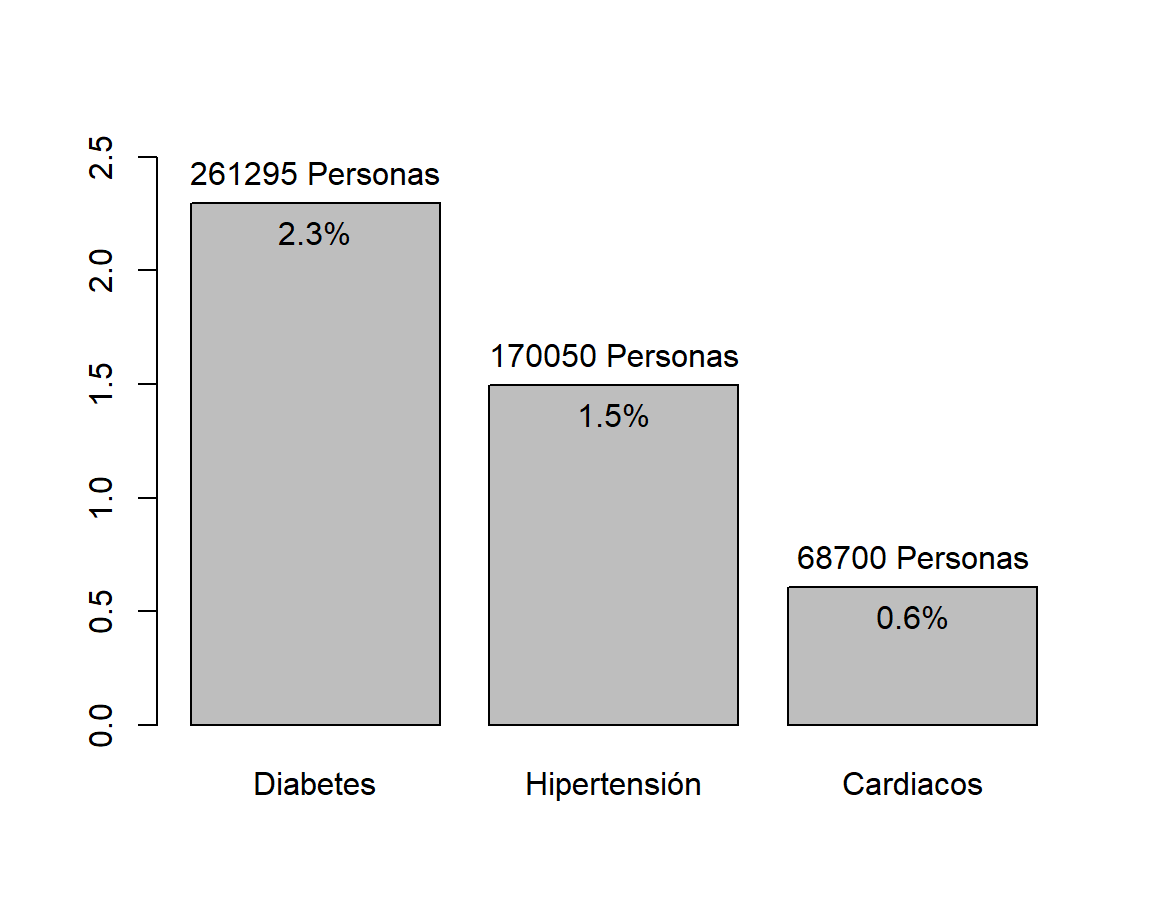 2.5
2.0
1.5
1.0
0.5
0.0
261295 Personas
2.3%
170050 Personas
1.5%
68700 Personas
0.6%
Diabetes
Hipertensión
Cardiacos